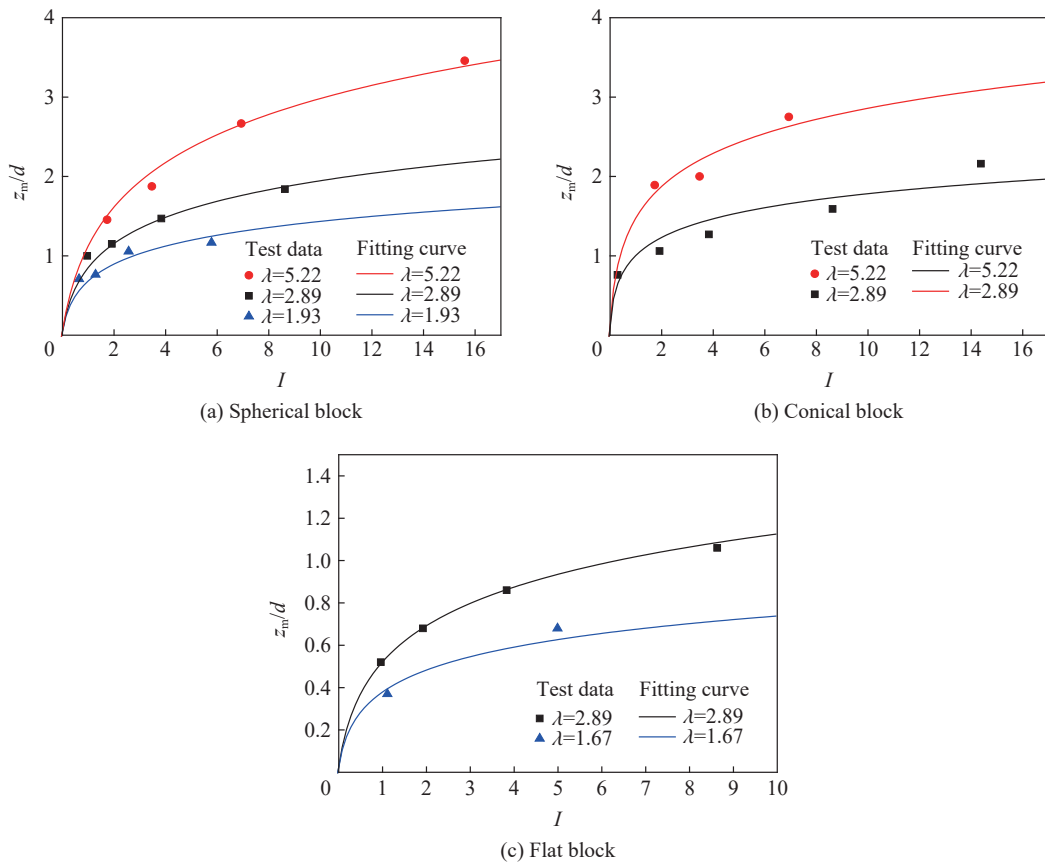 4
3
2
1
z_m/d
Test data Fitting curve
λ=5.22 λ=5.22
λ=2.89 λ=2.89
λ=1.93 λ=1.93
0 2 4 6 8 10 12 14 16
I
(a) Spherical block
4
3
2
1
z_m/d
Test data Fitting curve
λ=5.22 λ=5.22
λ=2.89 λ=2.89
0 2 4 6 8 10 12 14 16
I
(b) Conical block
1.4
1.2
1.0
0.8
0.6
0.4
0.2
z_m/d
Test data Fitting curve
λ=2.89 λ=2.89
λ=1.67 λ=1.67
0 1 2 3 4 5 6 7 8 9 10
I
(c) Flat block